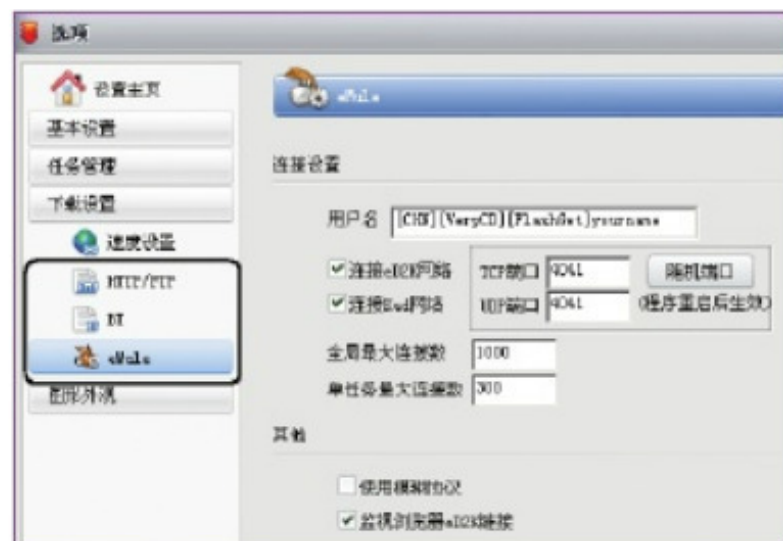 选项
设置主页
基本设置
任务管理
下载设置
速度设置
HTTP/FTP
BT
eMule
图形外观
eMule
连接设置
用户名 [CHN][VeryCD][FlashGet]yourname
连接eD2K网络 TCP端口 4041 随机端口
连接Kad网络 UDP端口 4041 (程序重启后生效)
全局最大连接数 1000
单任务最大连接数 300
其他
使用模糊协议
监视浏览器eD2K链接